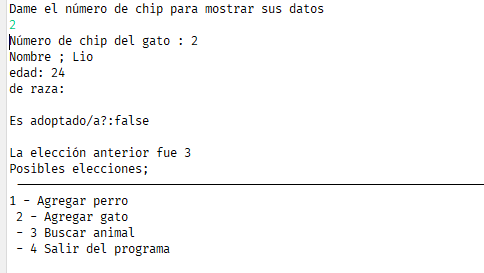 Dame el número de chip para mostrar sus datos
2
Número de chip del gato : 2
Nombre ; Lio
edad: 24
de raza:
Es adoptado/a?:false
La elección anterior fue 3
Posibles elecciones;
1 - Agregar perro
2 - Agregar gato
- 3 Buscar animal
- 4 Salir del programa